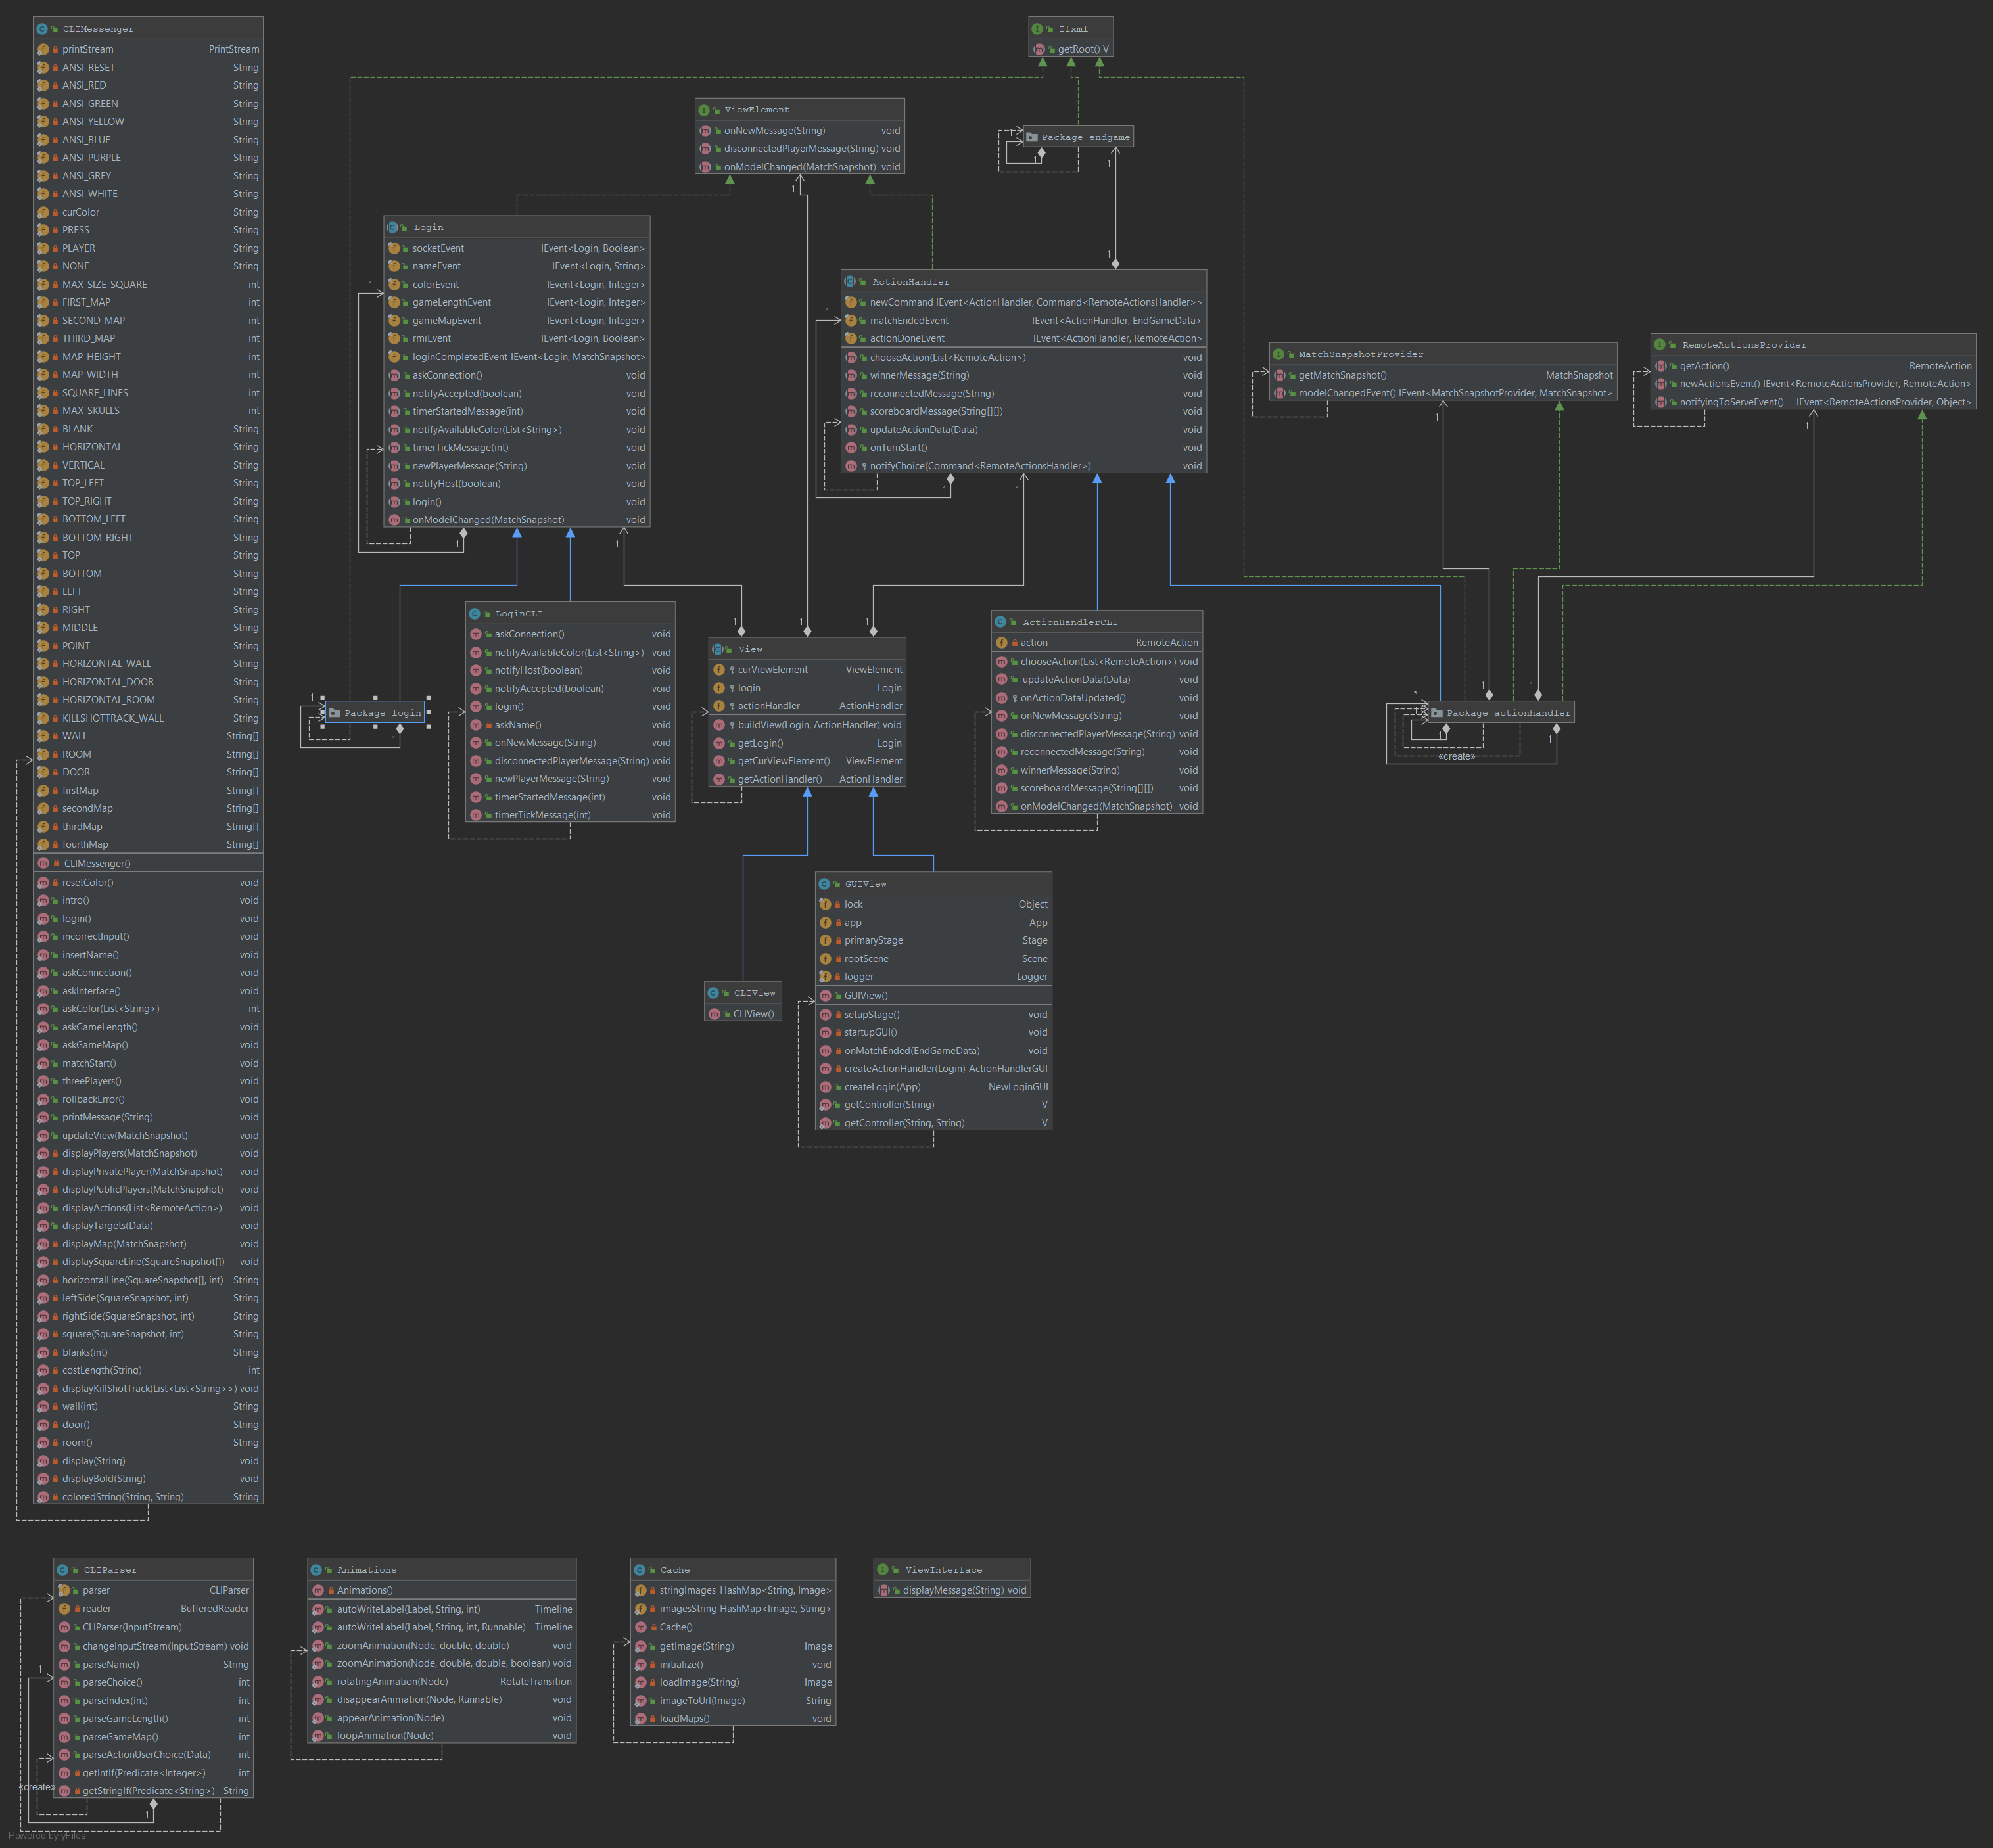 CLIMessenger
printStream PrintStream
ANSI_RESET String
ANSI_RED String
ANSI_GREEN String
ANSI_YELLOW String
ANSI_BLUE String
ANSI_PURPLE String
ANSI_GREY String
ANSI_WHITE String
curColor String
PRESS String
PLAYER String
NONE String
MAX_SIZE_SQUARE int
FIRST_MAP int
SECOND_MAP int
THIRD_MAP int
MAP_HEIGHT int
MAP_WIDTH int
SQUARE_LINES int
MAX_SKULLS int
BLANK String
HORIZONTAL String
VERTICAL String
TOP_LEFT String
TOP_RIGHT String
BOTTOM_LEFT String
BOTTOM_RIGHT String
TOP String
BOTTOM String
LEFT String
RIGHT String
MIDDLE String
POINT String
HORIZONTAL_WALL String
HORIZONTAL_DOOR String
HORIZONTAL_ROOM String
KILLSHOTTRACK_WALL String
WALL String[]
ROOM String[]
DOOR String[]
firstMap String[]
secondMap String[]
thirdMap String[]
fourthMap String[]
CLIMessenger()
resetColor() void
intro() void
login() void
incorrectInput() void
insertName() void
askConnection() void
askInterface() void
askColor(List<String>) int
askGameLength() void
askGameMap() void
matchStart() void
threePlayers() void
rollbackError() void
printMessage(String) void
updateView(MatchSnapshot) void
displayPlayers(MatchSnapshot) void
displayPrivatePlayer(MatchSnapshot) void
displayPublicPlayers(MatchSnapshot) void
displayActions(List<RemoteAction>) void
displayTargets(Data) void
displayMap(MatchSnapshot) void
displaySquareLine(SquareSnapshot[]) void
horizontalLine(SquareSnapshot[], int) String
leftSide(SquareSnapshot, int) String
rightSide(SquareSnapshot, int) String
square(SquareSnapshot, int) String
blanks(int) String
costLength(String) int
displayKillShotTrack(List<List<String>>) void
wall(int) String
door() String
room() String
display(String) void
displayBold(String) void
coloredString(String, String) String
Ifxml
getRoot() V
ViewElement
onNewMessage(String) void
disconnectedPlayerMessage(String) void
onModelChanged(MatchSnapshot) void
Package endgame
1
1
1
1
1
Login
socketEvent IEvent<Login, Boolean>
nameEvent IEvent<Login, String>
colorEvent IEvent<Login, Integer>
gameLengthEvent IEvent<Login, Integer>
gameMapEvent IEvent<Login, Integer>
rmiEvent IEvent<Login, Boolean>
loginCompletedEvent IEvent<Login, MatchSnapshot>
askConnection() void
notifyAccepted(boolean) void
timerStartedMessage(int) void
notifyAvailableColor(List<String>) void
timerTickMessage(int) void
newPlayerMessage(String) void
notifyHost(boolean) void
login() void
onModelChanged(MatchSnapshot) void
1
1
1
ActionHandler
newCommand IEvent<ActionHandler, Command<RemoteActionsHandler>>
matchEndedEvent IEvent<ActionHandler, EndGameData>
actionDoneEvent IEvent<ActionHandler, RemoteAction>
chooseAction(List<RemoteAction>) void
winnerMessage(String) void
reconnectedMessage(String) void
scoreboardMessage(String[][]) void
updateActionData(Data) void
onTurnStart() void
notifyChoice(Command<RemoteActionsHandler>) void
1
1
1
MatchSnapshotProvider
getMatchSnapshot() MatchSnapshot
modelChangedEvent() IEvent<MatchSnapshotProvider, MatchSnapshot>
1
RemoteActionsProvider
getAction() RemoteAction
newActionsEvent() IEvent<RemoteActionsProvider, RemoteAction>
notifyingToServeEvent() IEvent<RemoteActionsProvider, Object>
1
Package login
1
1
LoginCLI
askConnection() void
notifyAvailableColor(List<String>) void
notifyHost(boolean) void
notifyAccepted(boolean) void
login() void
askName() void
onNewMessage(String) void
disconnectedPlayerMessage(String) void
newPlayerMessage(String) void
timerStartedMessage(int) void
timerTickMessage(int) void
1
1
1
View
curViewElement ViewElement
login Login
actionHandler ActionHandler
buildView(Login, ActionHandler) void
getLogin() Login
getCurViewElement() ViewElement
getActionHandler() ActionHandler
ActionHandlerCLI
action RemoteAction
chooseAction(List<RemoteAction>) void
updateActionData(Data) void
onActionDataUpdated() void
onNewMessage(String) void
disconnectedPlayerMessage(String) void
reconnectedMessage(String) void
winnerMessage(String) void
scoreboardMessage(String[][]) void
onModelChanged(MatchSnapshot) void
1
1
*
Package actionhandler
1
1
«create»
GUIView
lock Object
app App
primaryStage Stage
rootScene Scene
logger Logger
GUIView()
setupStage() void
startupGUI() void
onMatchEnded(EndGameData) void
createActionHandler(Login) ActionHandlerGUI
createLogin(App) NewLoginGUI
getController(String) V
getController(String, String) V
CLIView
CLIView()
CLIParser
parser CLIParser
reader BufferedReader
CLIParser(InputStream)
changeInputStream(InputStream) void
parseName() String
parseChoice() int
parseIndex(int) int
parseGameLength() int
parseGameMap() int
parseActionUserChoice(Data) int
getIntIf(Predicate<Integer>) int
getStringIf(Predicate<String>) String
1
1
«create»
Animations
Animations()
autoWriteLabel(Label, String, int) Timeline
autoWriteLabel(Label, String, int, Runnable) Timeline
zoomAnimation(Node, double, double) void
zoomAnimation(Node, double, double, boolean) void
rotatingAnimation(Node) RotateTransition
disappearAnimation(Node, Runnable) void
appearAnimation(Node) void
loopAnimation(Node) void
Cache
stringImages HashMap<String, Image>
imagesString HashMap<Image, String>
Cache()
getImage(String) Image
initialize() void
loadImage(String) Image
imageToUrl(Image) String
loadMaps() void
ViewInterface
displayMessage(String) void
Powered by yFiles